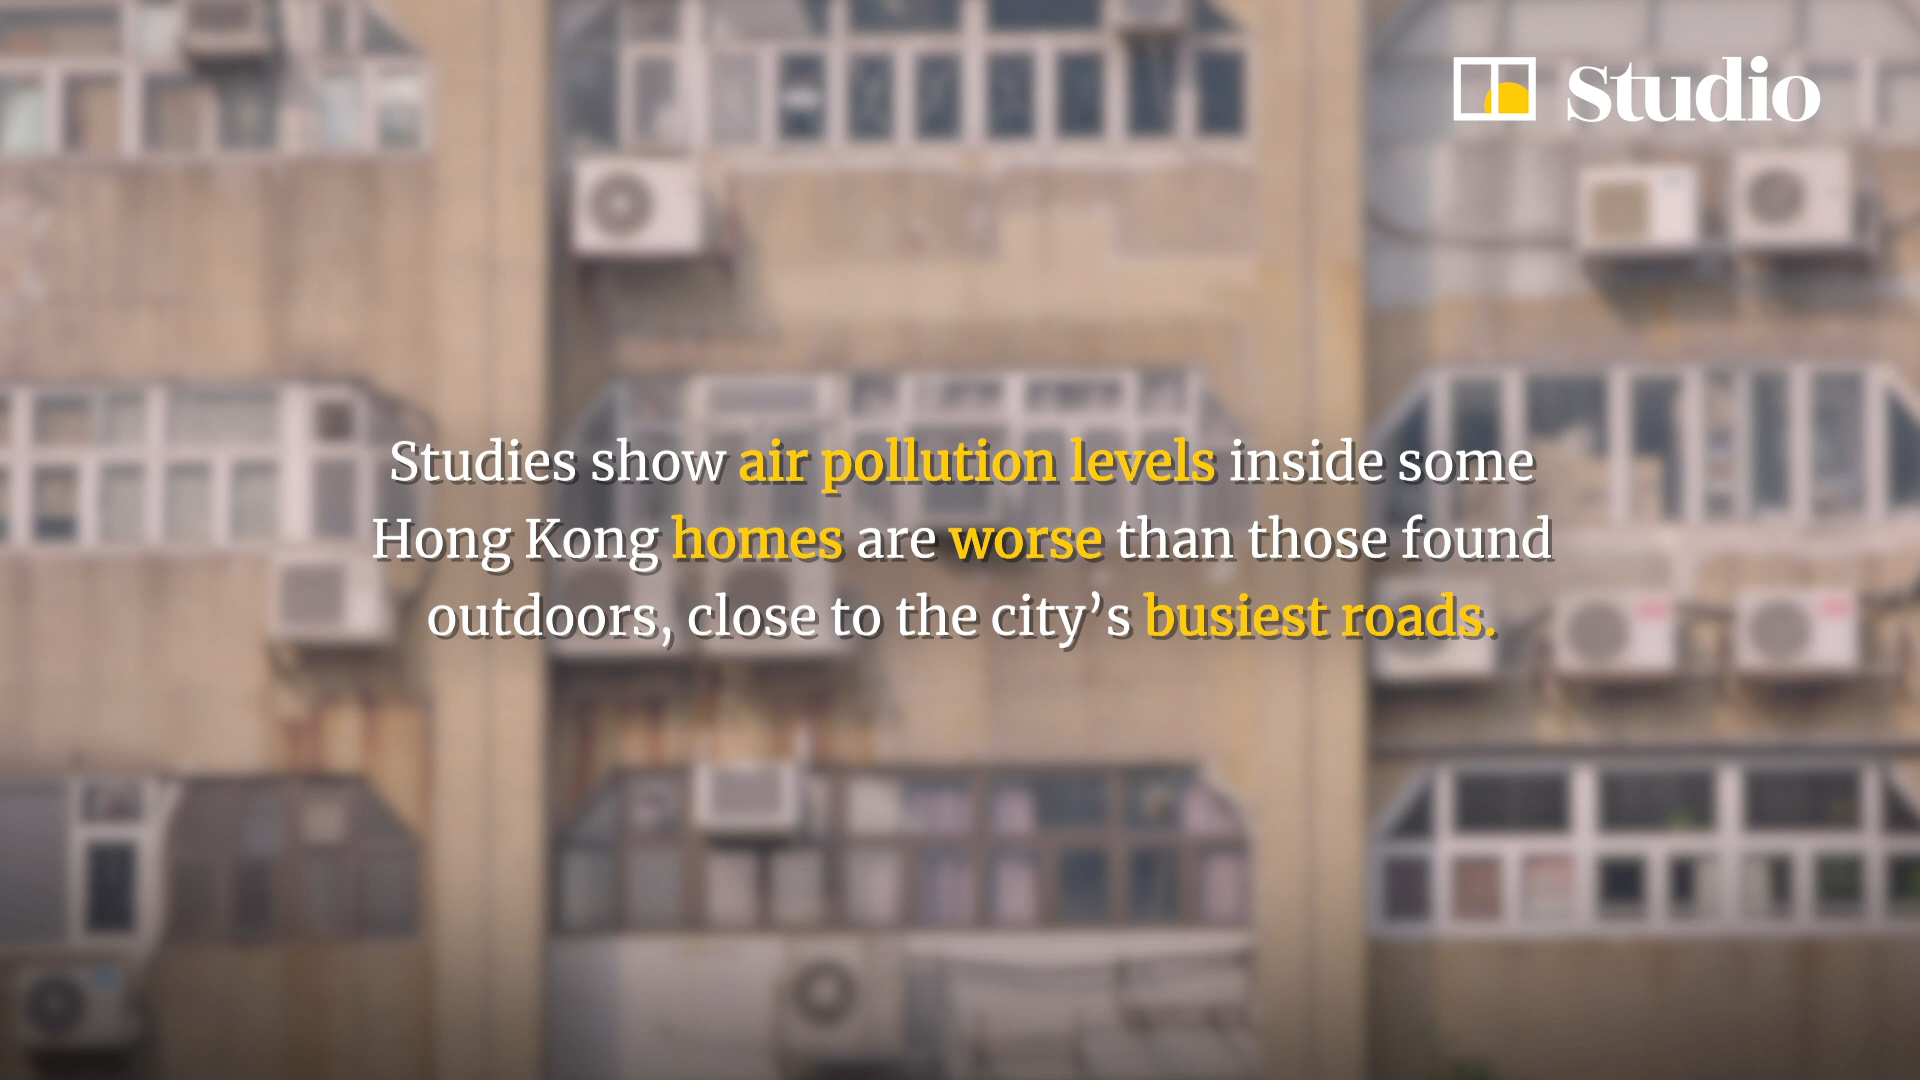 Studio
Studies show air pollution levels inside some
Hong Kong homes are worse than those found
outdoors, close to the city’s busiest roads.